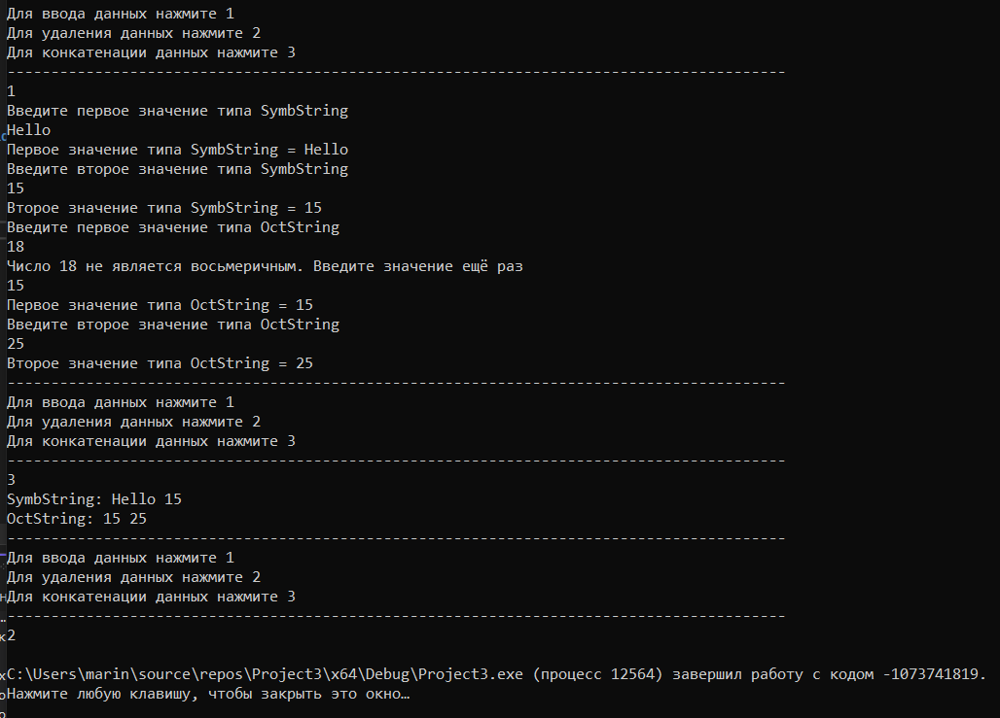 Для ввода данных нажмите 1
Для удаления данных нажмите 2
Для конкатенации данных нажмите 3
-----------------------------------------------------------------------------------------
1
Введите первое значение типа SymbString
Hello
Первое значение типа SymbString = Hello
Введите второе значение типа SymbString
15
Второе значение типа SymbString = 15
Введите первое значение типа OctString
18
Число 18 не является восьмеричным. Введите значение ещё раз
15
Первое значение типа OctString = 15
Введите второе значение типа OctString
25
Второе значение типа OctString = 25
-----------------------------------------------------------------------------------------
Для ввода данных нажмите 1
Для удаления данных нажмите 2
Для конкатенации данных нажмите 3
-----------------------------------------------------------------------------------------
3
SymbString: Hello 15
OctString: 15 25
-----------------------------------------------------------------------------------------
Для ввода данных нажмите 1
Для удаления данных нажмите 2
Для конкатенации данных нажмите 3
-----------------------------------------------------------------------------------------
2
C:\Users\marin\source\repos\Project3\x64\Debug\Project3.exe (процесс 12564) завершил работу с кодом -1073741819.
Нажмите любую клавишу, чтобы закрыть это окно…